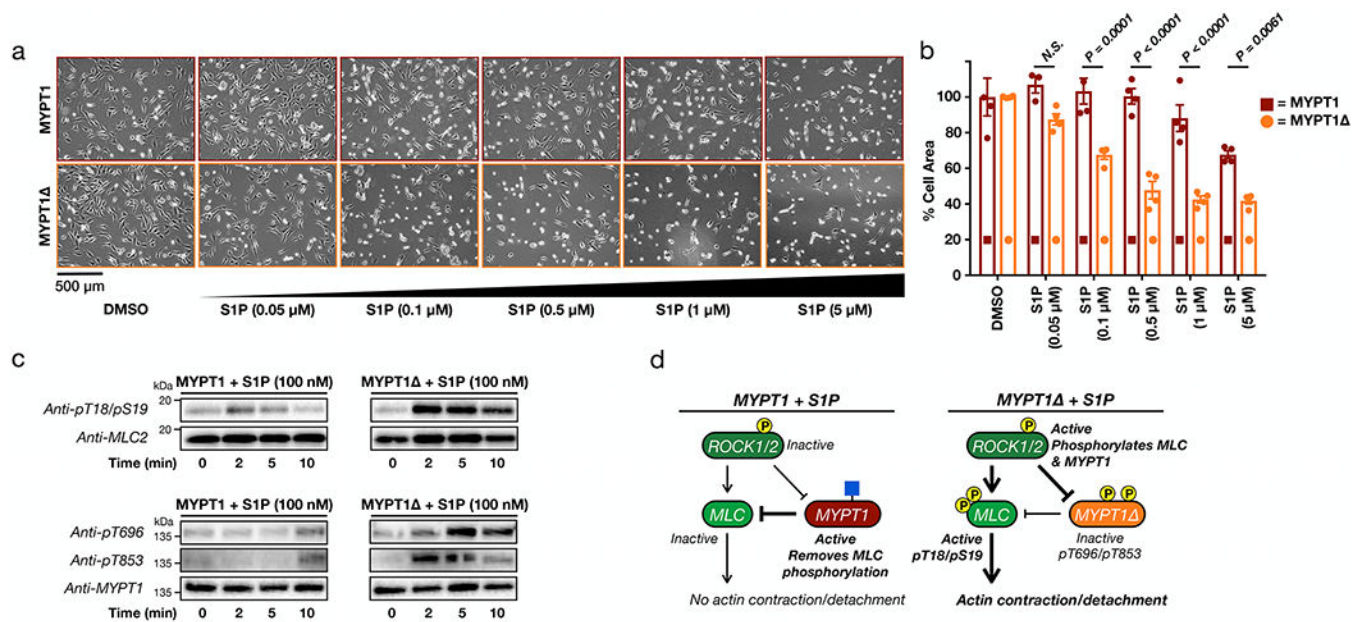 a
MYPT1
MYPT1Δ
500 µm
DMSO
S1P (0.05 µM)
S1P (0.1 µM)
S1P (0.5 µM)
S1P (1 µM)
S1P (5 µM)
b
N.S.
P = 0.0001
P < 0.0001
P < 0.0001
P = 0.0061
= MYPT1
= MYPT1Δ
% Cell Area
100
80
60
40
20
0
DMSO
S1P
(0.05 µM)
S1P
(0.1 µM)
S1P
(0.5 µM)
S1P
(1 µM)
S1P
(5 µM)
c
kDa
MYPT1 + S1P (100 nM)
MYPT1Δ + S1P (100 nM)
Anti-pT18/pS19
20
Anti-MLC2
20
Time (min) 0 2 5 10 0 2 5 10
kDa
MYPT1 + S1P (100 nM)
MYPT1Δ + S1P (100 nM)
Anti-pT696
135
Anti-pT853
Anti-MYPT1
135
Time (min) 0 2 5 10 0 2 5 10
d
MYPT1 + S1P
P
ROCK1/2
Inactive
MLC
MYPT1
Inactive
Active
Removes MLC
phosphorylation
No actin contraction/detachment
MYPT1Δ + S1P
P
ROCK1/2
Active
Phosphorylates MLC
& MYPT1
P P
MLC
P P
MYPT1Δ
Active
pT18/pS19
Inactive
pT696/pT853
Actin contraction/detachment